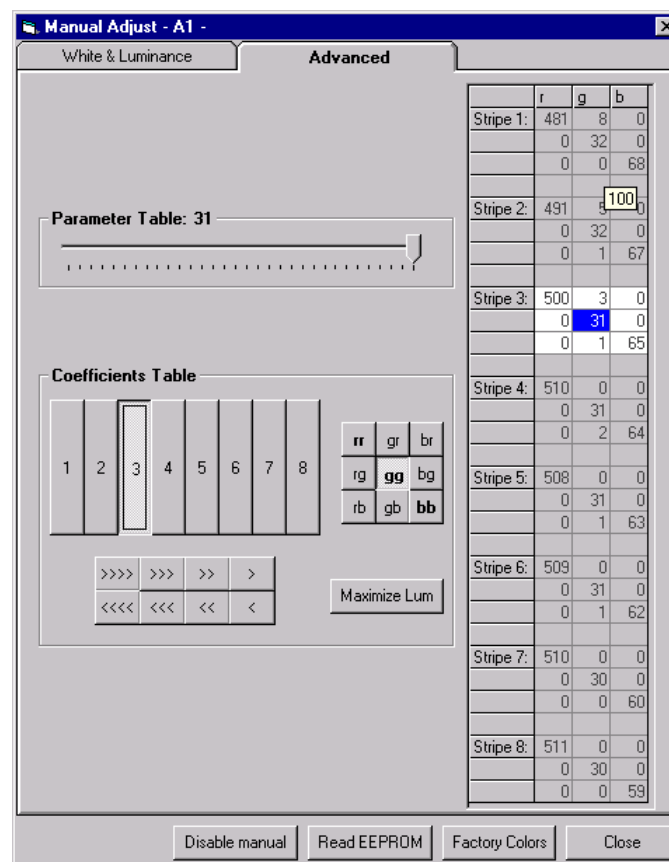 Manual Adjust - A1 -
White & Luminance Advanced
r g b
Stripe 1: 481 8 0
0 32 0
0 0 68
100
Stripe 2: 491 5 0
0 32 0
0 1 67
Parameter Table: 31
Stripe 3: 500 3 0
0 31 0
0 1 65
Coefficients Table
1 2 3 4 5 6 7 8
rr gr br
rg gg bg
rb gb bb
>>>> >>> >> >
<<<< <<< << <
Maximize Lum
Stripe 4: 510 0 0
0 31 0
0 2 64
Stripe 5: 508 0 0
0 31 0
0 1 63
Stripe 6: 509 0 0
0 31 0
0 1 62
Stripe 7: 510 0 0
0 30 0
0 0 60
Stripe 8: 511 0 0
0 30 0
0 0 59
Disable manual Read EEPROM Factory Colors Close